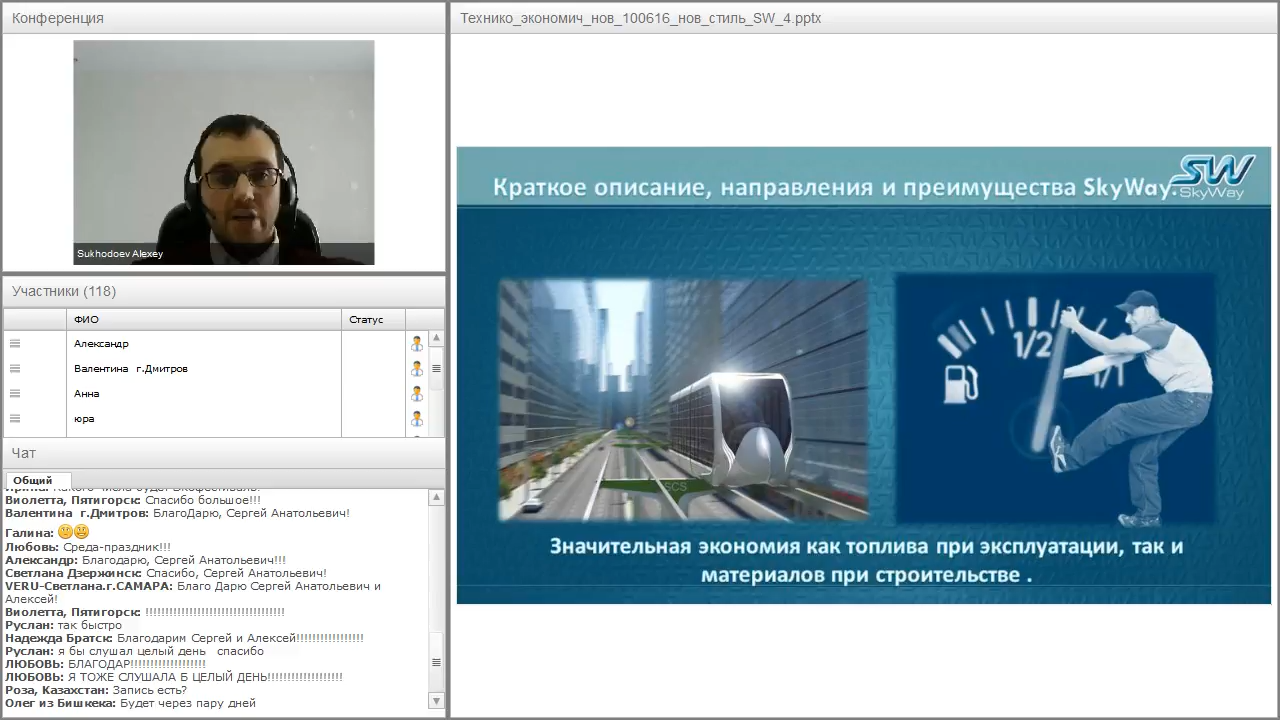 Конференция
Sukhodoev Alexey
Участники (118)
ФИО
Статус
Александр
Валентина г.Дмитров
Анна
юра
Чат
Общий
Виолетта, Пятигорск: Спасибо большое!!!
Валентина г.Дмитров: БлагоДарю, Сергей Анатольевич!
Галина:
Любовь: Среда-праздник!!!
Александр: Благодарю, Сергей Анатольевич!!!
Светлана Дзержинск: Спасибо, Сергей Анатольевич!
VERU-Светлана.г.САМАРА: Благо Дарю Сергей Анатольевич и
Алексей!
Виолетта, Пятигорск: !!!!!!!!!!!!!!!!!!!!!!!!!!!!!!!!!!!
Руслан: так быстро
Надежда Братск: Благодарим Сергей и Алексей!!!!!!!!!!!!!!!!!
Руслан: я бы слушал целый день спасибо
ЛЮБОВЬ: БЛАГОДАР!!!!!!!!!!!!!!!!!!!
ЛЮБОВЬ: Я ТОЖЕ СЛУШАЛА Б ЦЕЛЫЙ ДЕНЬ!!!!!!!!!!!!!!!!!!!
Роза, Казахстан: Запись есть?
Олег из Бишкека: Будет через пару дней
Технико_экономич_нов_100616_нов_стиль_SW_4.pptx
Краткое описание, направления и преимущества SkyWay.
SW
SkyWay
SCS
1/2
1/1
Значительная экономия как топлива при эксплуатации, так и
материалов при строительстве .